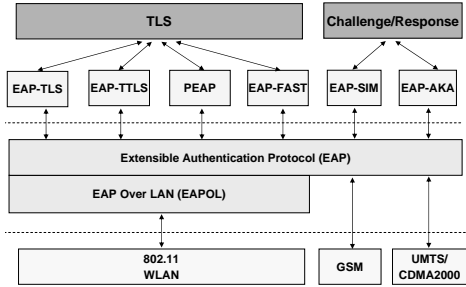 TLS
Challenge/Response
EAP-TLS
EAP-TTLS
PEAP
EAP-FAST
EAP-SIM
EAP-AKA
Extensible Authentication Protocol (EAP)
EAP Over LAN (EAPOL)
802.11
WLAN
GSM
UMTS/
CDMA2000